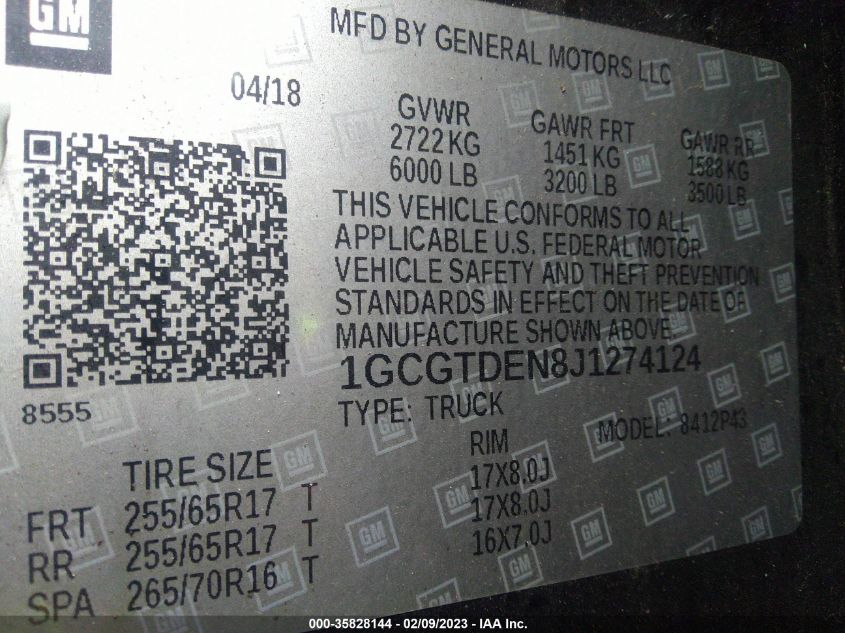 GM
MFD BY GENERAL MOTORS LLC
04/18
GVWR GAWR FRT GAWR RR
2722 KG 1451 KG 1588 KG
6000 LB 3200 LB 3500 LB
THIS VEHICLE CONFORMS TO ALL
APPLICABLE U.S. FEDERAL MOTOR
VEHICLE SAFETY AND THEFT PREVENTION
STANDARDS IN EFFECT ON THE DATE OF
MANUFACTURE SHOWN ABOVE.
1GCGTDEN8J1274124
8555
TYPE: TRUCK MODEL: 8412P43
TIRE SIZE RIM
FRT 255/65R17 T 17X8.0J
RR 255/65R17 T 17X8.0J
SPA 265/70R16 T 16X7.0J
000-35828144 - 02/09/2023 - IAA Inc.